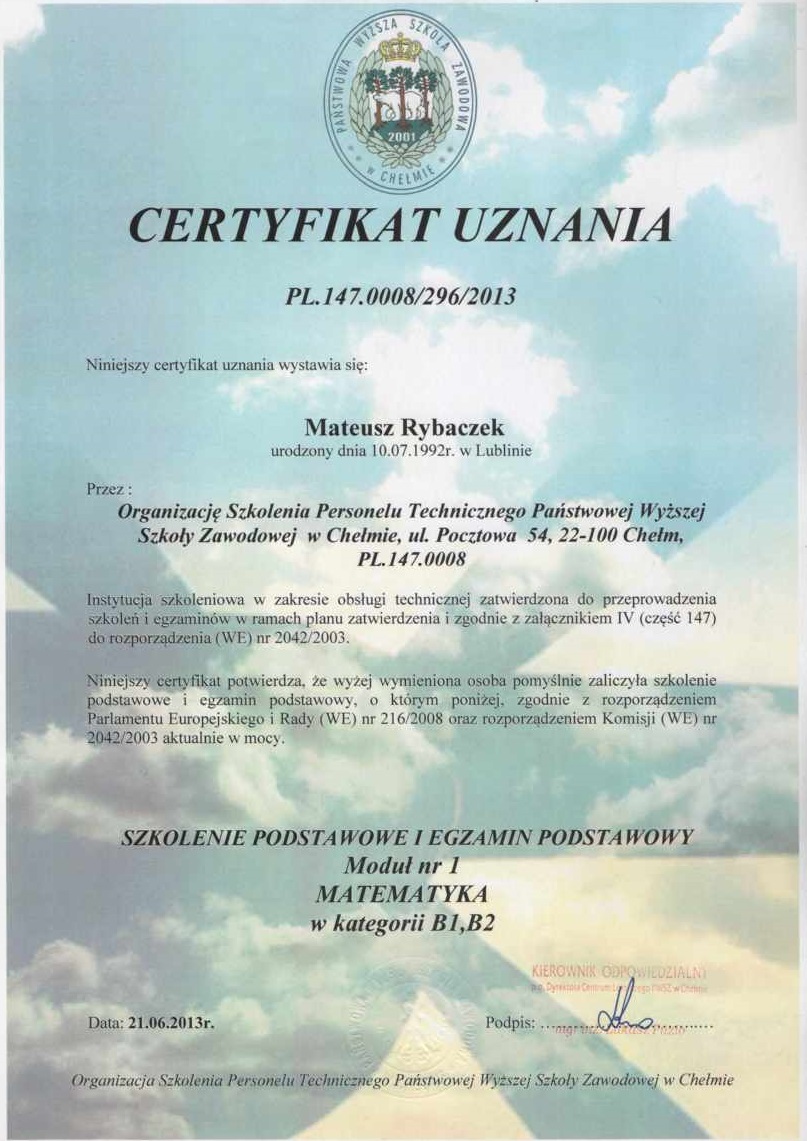 PAŃSTWOWA WYŻSZA SZKOŁA ZAWODOWA
2001
w CHEŁMIE
CERTYFIKAT UZNANIA
PL.147.0008/296/2013
Niniejszy certyfikat uznania wystawia się:
Mateusz Rybaczek
urodzony dnia 10.07.1992r. w Lublinie
Przez :
Organizację Szkolenia Personelu Technicznego Państwowej Wyższej
Szkoły Zawodowej w Chełmie, ul. Pocztowa 54, 22-100 Chełm,
PL.147.0008
Instytucja szkoleniowa w zakresie obsługi technicznej zatwierdzona do przeprowadzenia
szkoleń i egzaminów w ramach planu zatwierdzenia i zgodnie z załącznikiem IV (część 147)
do rozporządzenia (WE) nr 2042/2003.
Niniejszy certyfikat potwierdza, że wyżej wymieniona osoba pomyślnie zaliczyła szkolenie
podstawowe i egzamin podstawowy, o którym poniżej, zgodnie z rozporządzeniem
Parlamentu Europejskiego i Rady (WE) nr 216/2008 oraz rozporządzeniem Komisji (WE) nr
2042/2003 aktualnie w mocy.
SZKOLENIE PODSTAWOWE I EGZAMIN PODSTAWOWY
Moduł nr 1
MATEMATYKA
w kategorii B1,B2
KIEROWNIK ODPOWIEDZIALNY
p.o. Dyrektora Centrum PWSZ w Chełmie
Data: 21.06.2013r.
Podpis: ........................
mgr inż.
Organizacja Szkolenia Personelu Technicznego Państwowej Wyższej Szkoły Zawodowej w Chełmie